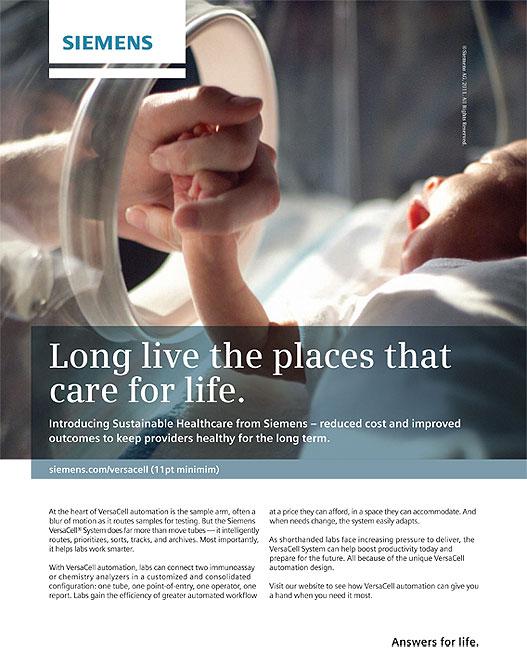 SIEMENS
© Siemens AG, 2011. All Rights Reserved.
Long live the places that
care for life.
Introducing Sustainable Healthcare from Siemens – reduced cost and improved
outcomes to keep providers healthy for the long term.
siemens.com/versacell (11pt minimim)
At the heart of VersaCell automation is the sample arm, often a
blur of motion as it routes samples for testing. But the Siemens
VersaCell® System does far more than move tubes — it intelligently
routes, prioritizes, sorts, tracks, and archives. Most importantly,
it helps labs work smarter.
With VersaCell automation, labs can connect two immunoassay
or chemistry analyzers in a customized and consolidated
configuration: one tube, one point-of-entry, one operator, one
report. Labs gain the efficiency of greater automated workflow
at a price they can afford, in a space they can accommodate. And
when needs change, the system easily adapts.
As shorthanded labs face increasing pressure to deliver, the
VersaCell System can help boost productivity today and
prepare for the future. All because of the unique VersaCell
automation design.
Visit our website to see how VersaCell automation can give you
a hand when you need it most.
Answers for life.